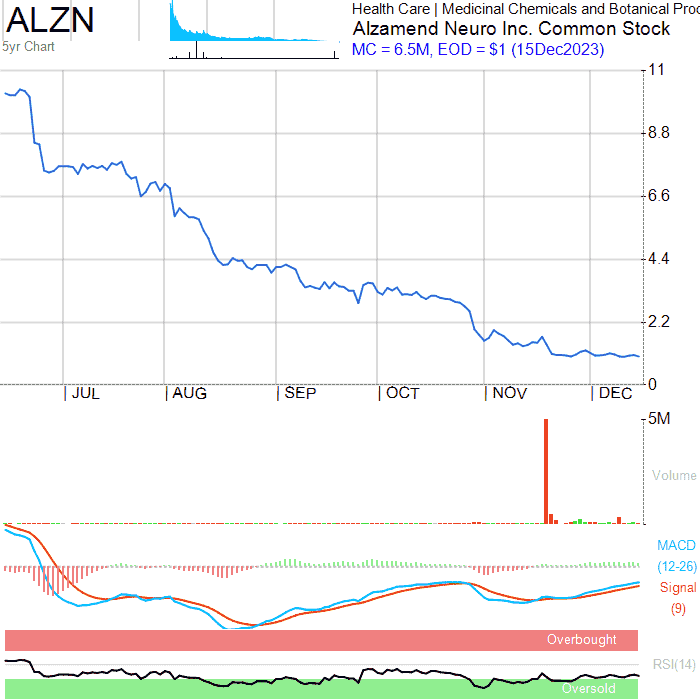 ALZN
5yr Chart
Health Care | Medicinal Chemicals and Botanical Proc
Alzamend Neuro Inc. Common Stock
MC = 6.5M, EOD = $1 (15Dec2023)
11
8.8
6.6
4.4
2.2
0
JUL AUG SEP OCT NOV DEC
5M
Volume
MACD
(12-26)
Signal
(9)
Overbought
RSI(14)
Oversold